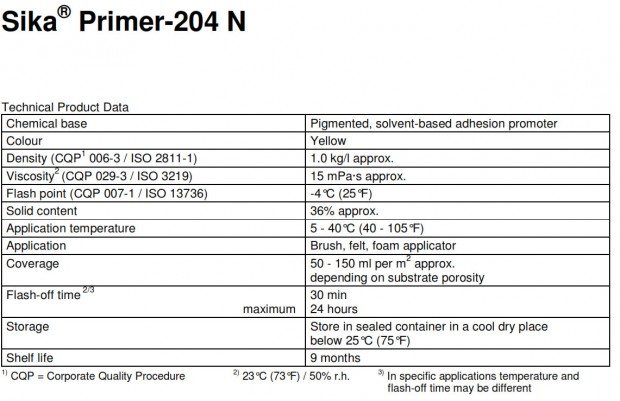 Sika® Primer-204 N
Technical Product Data
Chemical base Pigmented, solvent-based adhesion promoter
Colour Yellow
Density (CQP¹ 006-3 / ISO 2811-1) 1.0 kg/l approx.
Viscosity² (CQP 029-3 / ISO 3219) 15 mPa·s approx.
Flash point (CQP 007-1 / ISO 13736) -4°C (25°F)
Solid content 36% approx.
Application temperature 5 - 40°C (40 - 105°F)
Application Brush, felt, foam applicator
Coverage 50 - 150 ml per m² approx.
depending on substrate porosity
Flash-off time ²/³ 30 min
maximum 24 hours
Storage Store in sealed container in a cool dry place
below 25°C (75°F)
Shelf life 9 months
¹⁾ CQP = Corporate Quality Procedure ²⁾ 23°C (73°F) / 50% r.h. ³⁾ In specific applications temperature and
flash-off time may be different